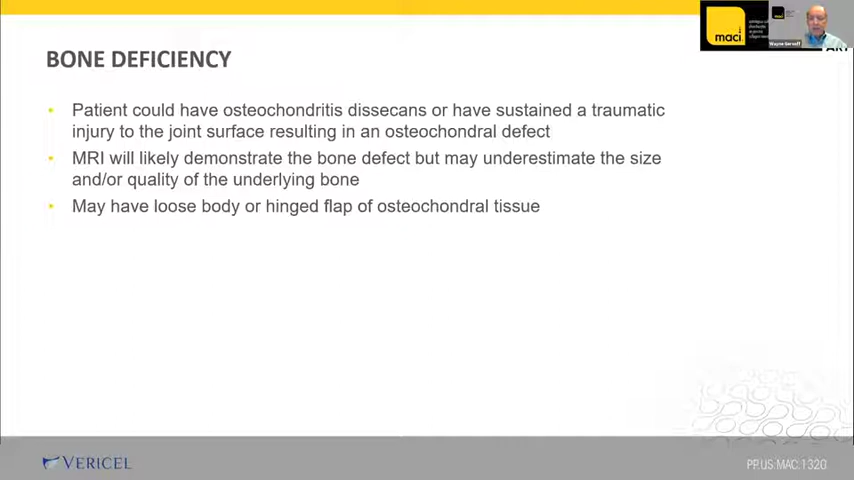 maci
BONE DEFICIENCY
• Patient could have osteochondritis dissecans or have sustained a traumatic
injury to the joint surface resulting in an osteochondral defect
• MRI will likely demonstrate the bone defect but may underestimate the size
and/or quality of the underlying bone
• May have loose body or hinged flap of osteochondral tissue
VERICEL
PP.US.MAC.1320